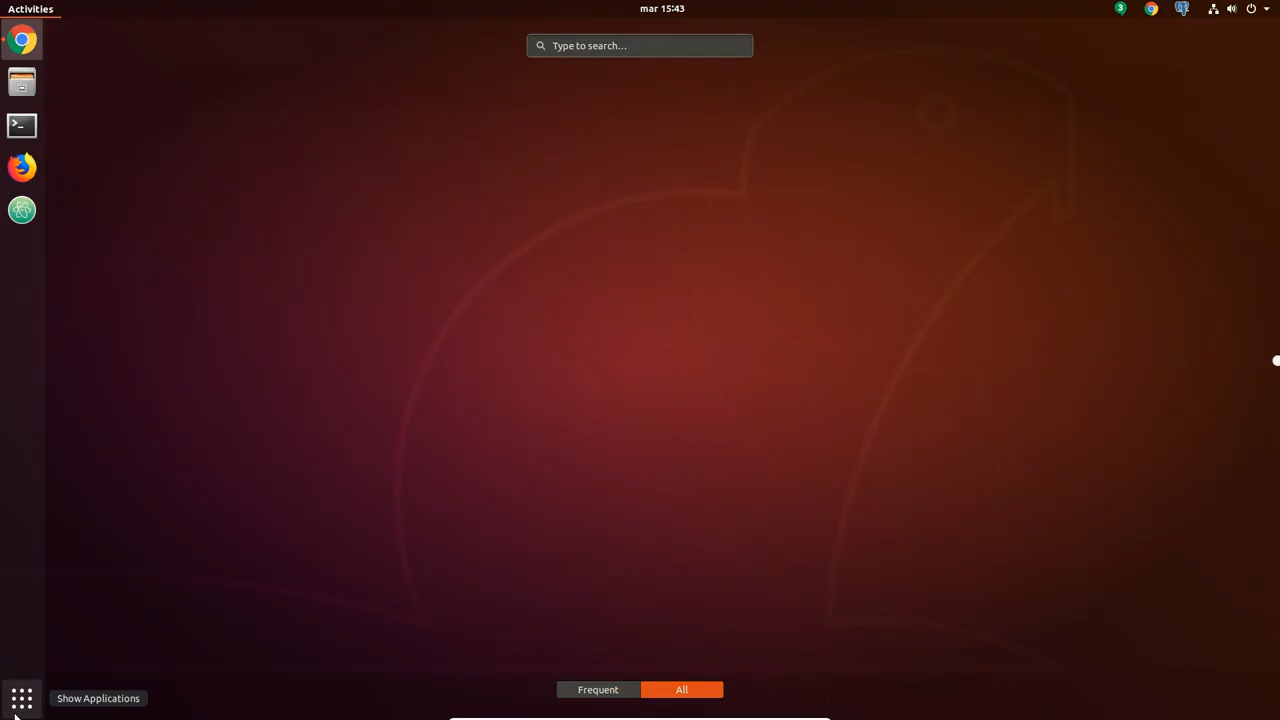 Activities
mar 15:43
3
Type to search...
>_
Frequent
All
Show Applications